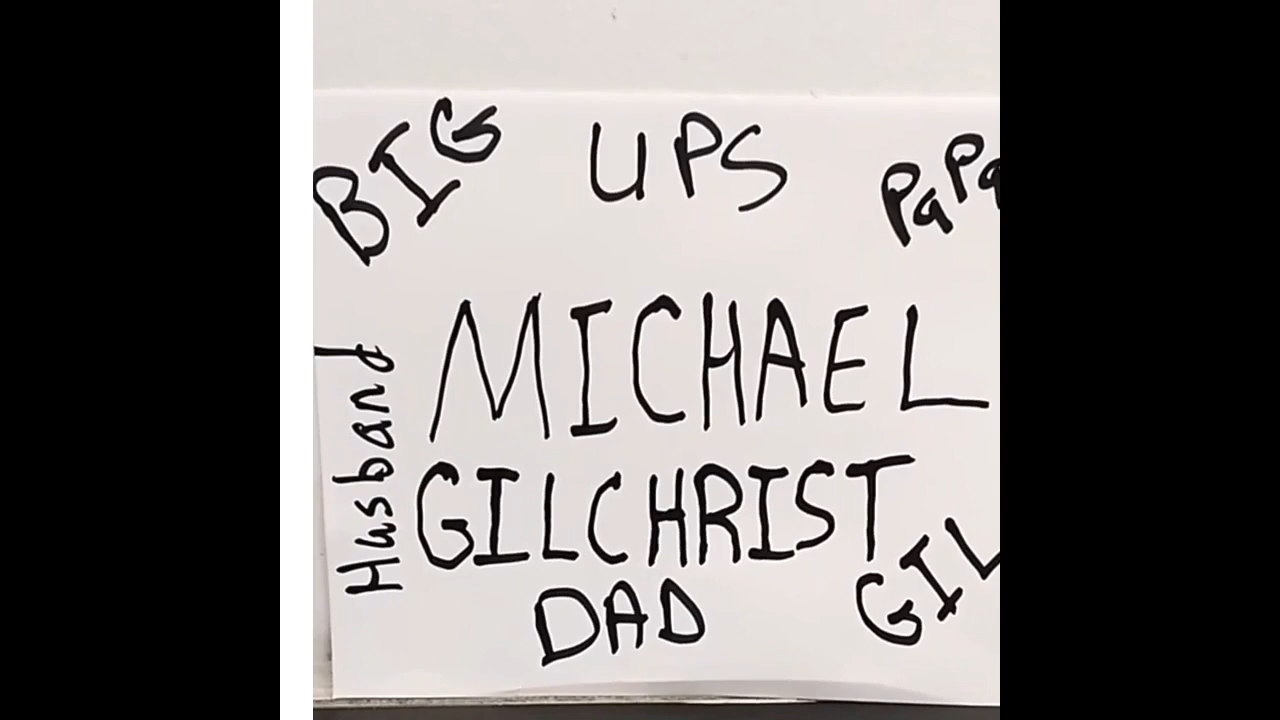 BIG UPS PaPa
MICHAEL
Husband
GILCHRIST
GIL
DAD